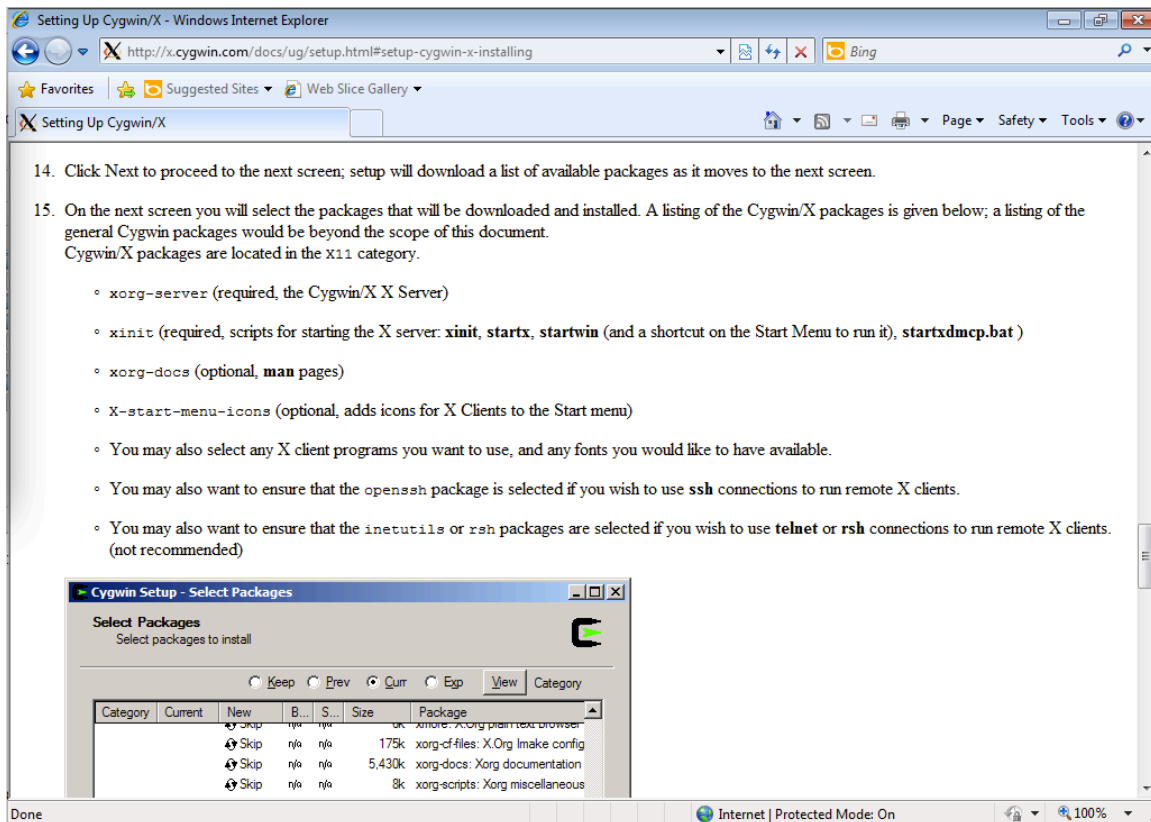 Setting Up Cygwin/X - Windows Internet Explorer
http://x.cygwin.com/docs/ug/setup.html#setup-cygwin-x-installing
Bing
Favorites Suggested Sites Web Slice Gallery
Setting Up Cygwin/X
Page Safety Tools
14. Click Next to proceed to the next screen; setup will download a list of available packages as it moves to the next screen.
15. On the next screen you will select the packages that will be downloaded and installed. A listing of the Cygwin/X packages is given below; a listing of the
general Cygwin packages would be beyond the scope of this document.
Cygwin/X packages are located in the X11 category.
xorg-server (required, the Cygwin/X X Server)
xinit (required, scripts for starting the X server: xinit, startx, startwin (and a shortcut on the Start Menu to run it), startxdmcp.bat )
xorg-docs (optional, man pages)
X-start-menu-icons (optional, adds icons for X Clients to the Start menu)
You may also select any X client programs you want to use, and any fonts you would like to have available.
You may also want to ensure that the openssh package is selected if you wish to use ssh connections to run remote X clients.
You may also want to ensure that the inetutils or rsh packages are selected if you wish to use telnet or rsh connections to run remote X clients.
(not recommended)
Cygwin Setup - Select Packages
Select Packages
Select packages to install
Keep Prev Curr Exp View Category
Category Current New B... S... Size Package
Skip n/a n/a 6k xmore: X.Org plain text browser
Skip n/a n/a 175k xorg-cf-files: X.Org Imake config
Skip n/a n/a 5,430k xorg-docs: Xorg documentation
Skip n/a n/a 8k xorg-scripts: Xorg miscellaneous
Done Internet | Protected Mode: On 100%